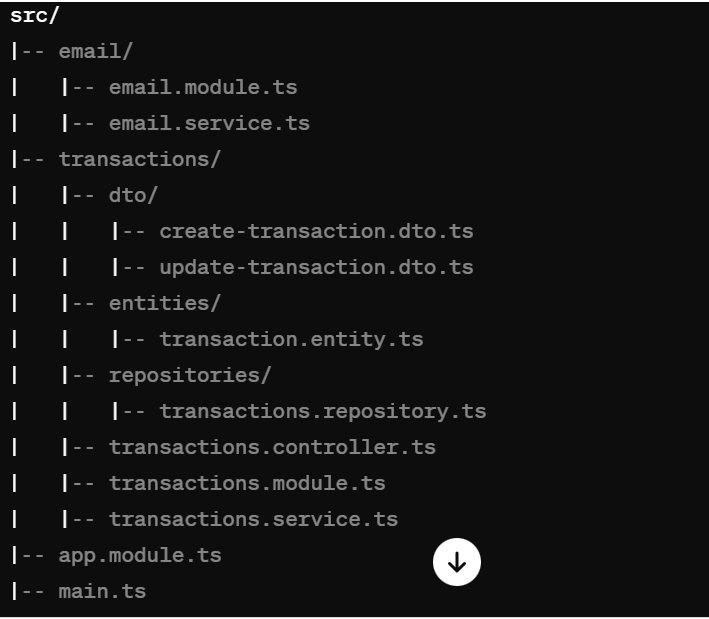 src/
|-- email/
|   |-- email.module.ts
|   |-- email.service.ts
|-- transactions/
|   |-- dto/
|   |   |-- create-transaction.dto.ts
|   |   |-- update-transaction.dto.ts
|   |-- entities/
|   |   |-- transaction.entity.ts
|   |-- repositories/
|   |   |-- transactions.repository.ts
|   |-- transactions.controller.ts
|   |-- transactions.module.ts
|   |-- transactions.service.ts
|-- app.module.ts
|-- main.ts